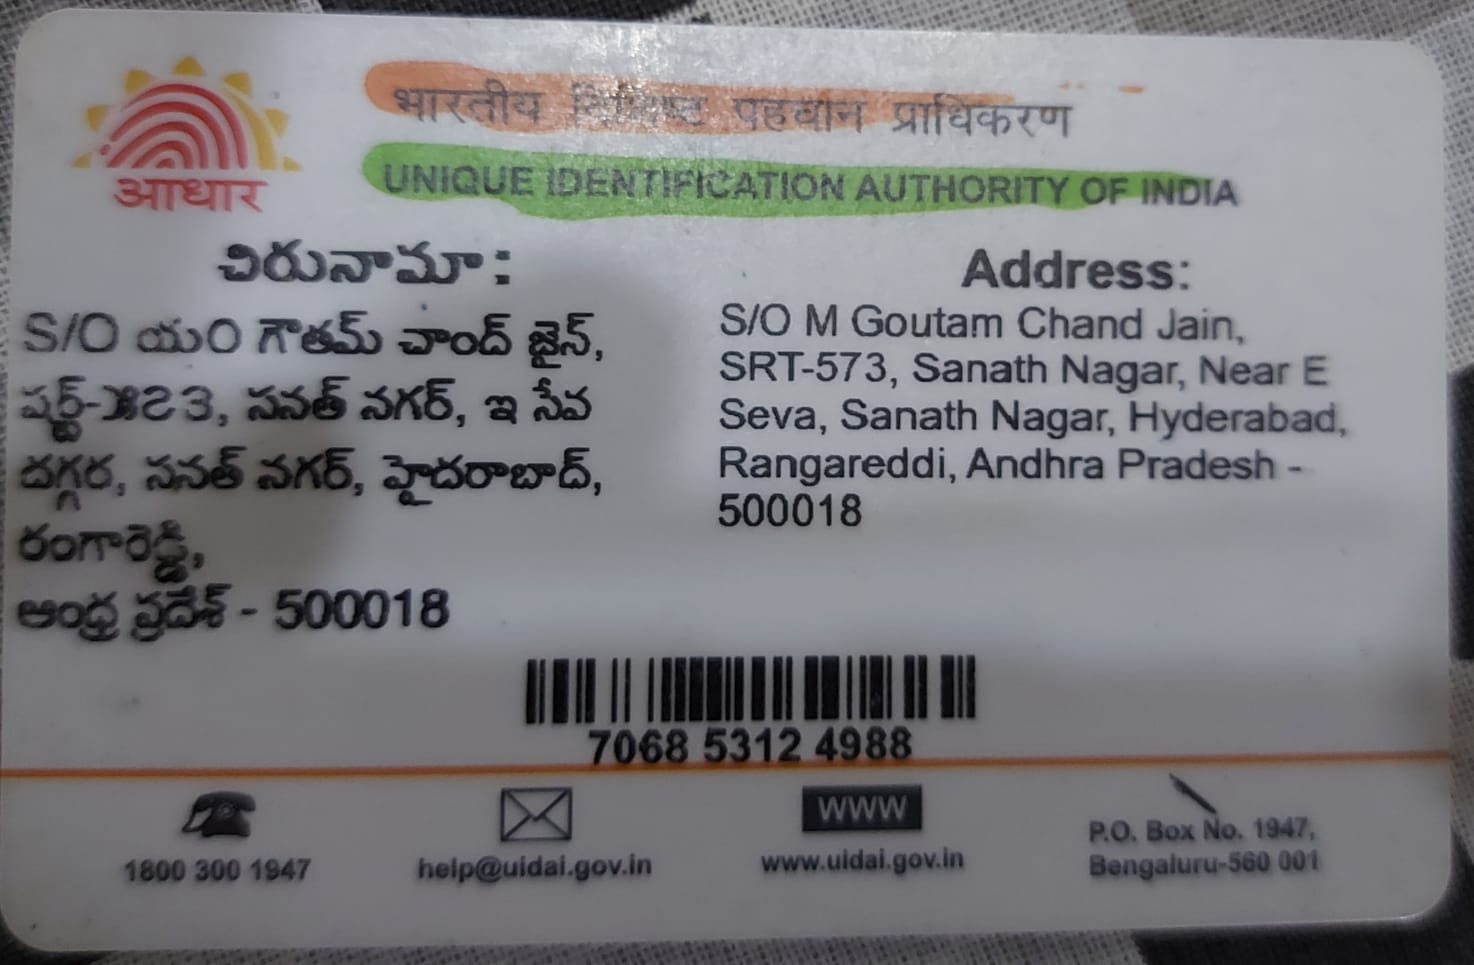 आधार
भारतीय विशिष्ट पहचान प्राधिकरण
UNIQUE IDENTIFICATION AUTHORITY OF INDIA
చిరునామా :
S/O యం గౌతమ్ చాంద్ జైన్,
సనత్ నగర్, ఇ సేవ
దగ్గర, సనత్ నగర్, హైదరాబాద్,
రంగారెడ్డి,
ఆంధ్ర ప్రదేశ్ - 500018
Address:
S/O M Goutam Chand Jain,
SRT-573, Sanath Nagar, Near E
Seva, Sanath Nagar, Hyderabad,
Rangareddi, Andhra Pradesh -
500018
7068 5312 4988
1800 300 1947
help@uidai.gov.in
WWW
www.uidai.gov.in
P.O. Box No. 1947,
Bengaluru-560 001